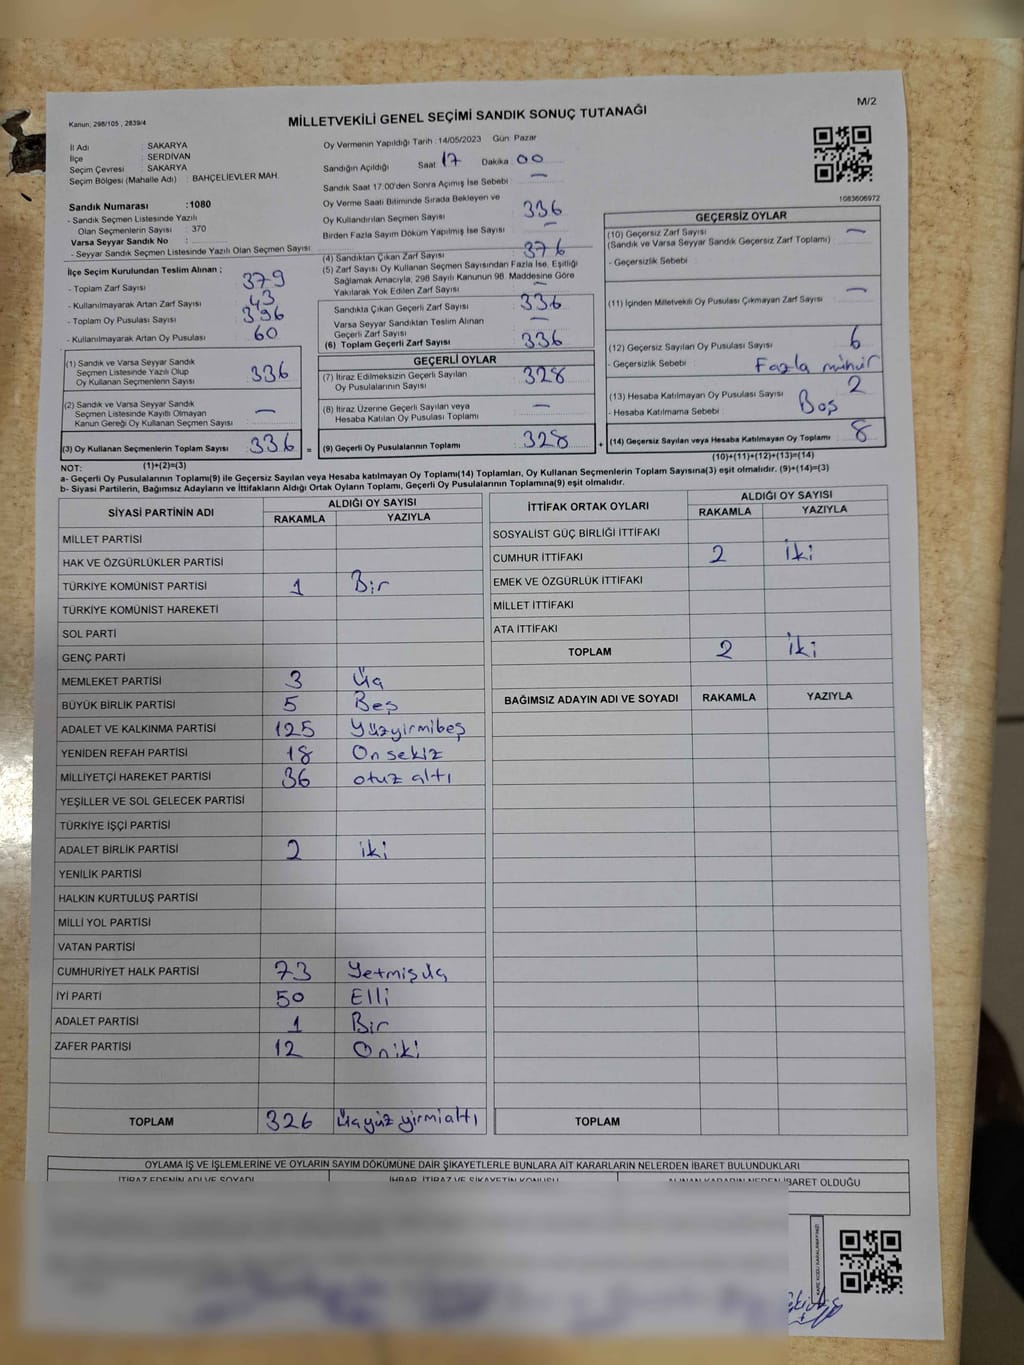 M/2
Kanun: 298/105 , 2839/4
MİLLETVEKİLİ GENEL SEÇİMİ SANDIK SONUÇ TUTANAĞI
İl Adı : SAKARYA
İlçe : SERDİVAN
Seçim Çevresi : SAKARYA
Seçim Bölgesi (Mahalle Adı) : BAHÇELİEVLER MAH.
Sandık Numarası :1080
- Sandık Seçmen Listesinde Yazılı
Olan Seçmenlerin Sayısı : 370
Varsa Seyyar Sandık No :
- Seyyar Sandık Seçmen Listesinde Yazılı Olan Seçmen Sayısı :
Oy Vermenin Yapıldığı Tarih : 14/05/2023 Gün: Pazar
Sandığın Açıldığı Saat : 17 Dakika : 00
Sandık Saat 17.00'den Sonra Açımış İse Sebebi : —
Oy Verme Saati Bitiminde Sırada Bekleyen ve
Oy Kullandırılan Seçmen Sayısı : 336
Birden Fazla Sayım Döküm Yapılmış İse Sayısı : —
1083606972
İlçe Seçim Kurulundan Teslim Alınan ;
- Toplam Zarf Sayısı : 379
- Kullanılmayarak Artan Zarf Sayısı : 43
- Toplam Oy Pusulası Sayısı : 396
- Kullanılmayarak Artan Oy Pusulası : 60
(4) Sandıktan Çıkan Zarf Sayısı : 376
(5) Zarf Sayısı Oy Kullanan Seçmen Sayısından Fazla İse, Eşitliği
Sağlamak Amacıyla, 298 Sayılı Kanunun 98. Maddesine Göre
Yakılarak Yok Edilen Zarf Sayısı : —
Sandıkla Çıkan Geçerli Zarf Sayısı : 336
Varsa Seyyar Sandıktan Teslim Alınan
Geçerli Zarf Sayısı : —
(6) Toplam Geçerli Zarf Sayısı : 336
GEÇERSİZ OYLAR
(10) Geçersiz Zarf Sayısı : —
(Sandık ve Varsa Seyyar Sandık Geçersiz Zarf Toplamı)
- Geçersizlik Sebebi :
(11) İçinden Milletvekili Oy Pusulası Çıkmayan Zarf Sayısı : —
(12) Geçersiz Sayılan Oy Pusulası Sayısı : 6
- Geçersizlik Sebebi : Fazla mühür
(13) Hesaba Katılmayan Oy Pusulası Sayısı : 2
- Hesaba Katılmama Sebebi : Boş
(14) Geçersiz Sayılan veya Hesaba Katılmayan Oy Toplamı : 8
(10)+(11)+(12)+(13)=(14)
(1) Sandık ve Varsa Seyyar Sandık
Seçmen Listesinde Yazılı Olup
Oy Kullanan Seçmenlerin Sayısı : 336
(2) Sandık ve Varsa Seyyar Sandık
Seçmen Listesinde Kayıtlı Olmayan
Kanun Gereği Oy Kullanan Seçmen Sayısı : —
(3) Oy Kullanan Seçmenlerin Toplam Sayısı : 336 =
(1)+(2)=(3)
GEÇERLİ OYLAR
(7) İtiraz Edilmeksizin Geçerli Sayılan
Oy Pusulalarının Sayısı : 328
(8) İtiraz Üzerine Geçerli Sayılan veya
Hesaba Katılan Oy Pusulası Toplamı : —
(9) Geçerli Oy Pusulalarının Toplamı : 328 +
NOT:
a- Geçerli Oy Pusulalarının Toplamı(9) ile Geçersiz Sayılan veya Hesaba katılmayan Oy Toplamı(14) Toplamları, Oy Kullanan Seçmenlerin Toplam Sayısına(3) eşit olmalıdır. (9)+(14)=(3)
b- Siyasi Partilerin, Bağımsız Adayların ve İttifakların Aldığı Ortak Oyların Toplamı, Geçerli Oy Pusulalarının Toplamına(9) eşit olmalıdır.
SİYASİ PARTİNİN ADI ALDIĞI OY SAYISI
RAKAMLA YAZIYLA
MİLLET PARTİSİ
HAK VE ÖZGÜRLÜKLER PARTİSİ
TÜRKİYE KOMÜNİST PARTİSİ 1 Bir
TÜRKİYE KOMÜNİST HAREKETİ
SOL PARTİ
GENÇ PARTİ
MEMLEKET PARTİSİ 3 Üç
BÜYÜK BİRLİK PARTİSİ 5 Beş
ADALET VE KALKINMA PARTİSİ 125 Yüzyirmibeş
YENİDEN REFAH PARTİSİ 18 On sekiz
MİLLİYETÇİ HAREKET PARTİSİ 36 otuz altı
YEŞİLLER VE SOL GELECEK PARTİSİ
TÜRKİYE İŞÇİ PARTİSİ
ADALET BİRLİK PARTİSİ 2 iki
YENİLİK PARTİSİ
HALKIN KURTULUŞ PARTİSİ
MİLLİ YOL PARTİSİ
VATAN PARTİSİ
CUMHURİYET HALK PARTİSİ 73 Yetmişüç
İYİ PARTİ 50 Elli
ADALET PARTİSİ 1 Bir
ZAFER PARTİSİ 12 Oniki
TOPLAM 326 Üçyüz yirmialtı
İTTİFAK ORTAK OYLARI ALDIĞI OY SAYISI
RAKAMLA YAZIYLA
SOSYALİST GÜÇ BİRLİĞİ İTTİFAKI
CUMHUR İTTİFAKI 2 iki
EMEK VE ÖZGÜRLÜK İTTİFAKI
MİLLET İTTİFAKI
ATA İTTİFAKI
TOPLAM 2 iki
BAĞIMSIZ ADAYIN ADI VE SOYADI RAKAMLA YAZIYLA
TOPLAM
OYLAMA İŞ VE İŞLEMLERİNE VE OYLARIN SAYIM DÖKÜMÜNE DAİR ŞİKAYETLERLE BUNLARA AİT KARARLARIN NELERDEN İBARET BULUNDUKLARI
İTİRAZ EDENİN ADI VE SOYADI İHBAR, İTİRAZ VE ŞİKAYETİN KONUSU ALINAN KARARIN NEDEN İBARET OLDUĞU